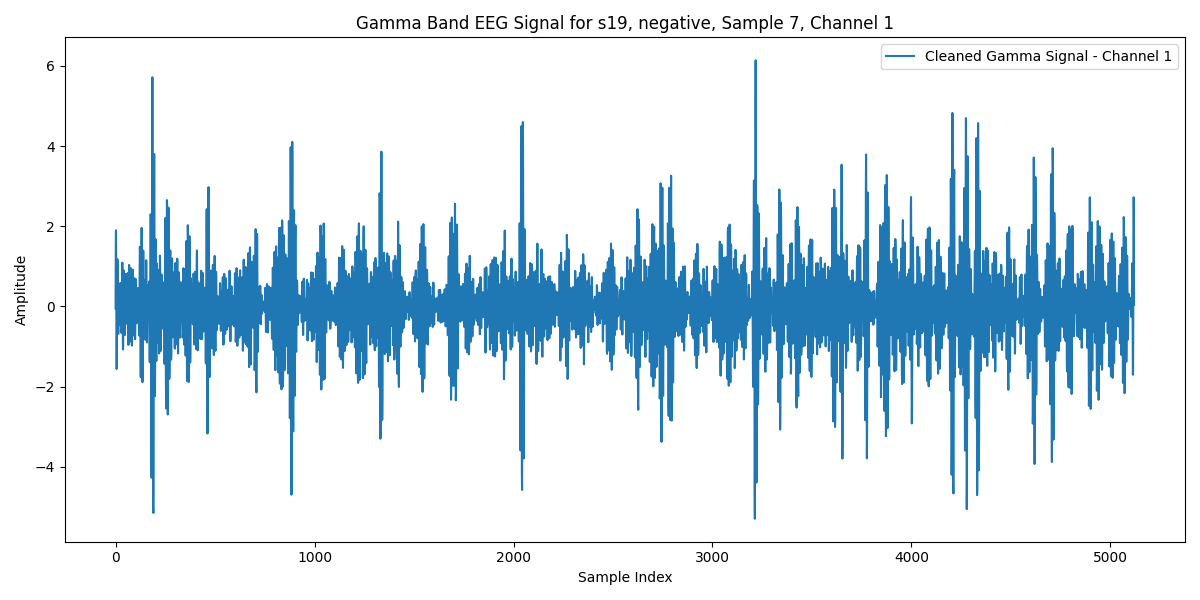 Gamma Band EEG Signal for s19, negative, Sample 7, Channel 1
Cleaned Gamma Signal - Channel 1
6
4
2
0
−2
−4
Amplitude
0 1000 2000 3000 4000 5000
Sample Index